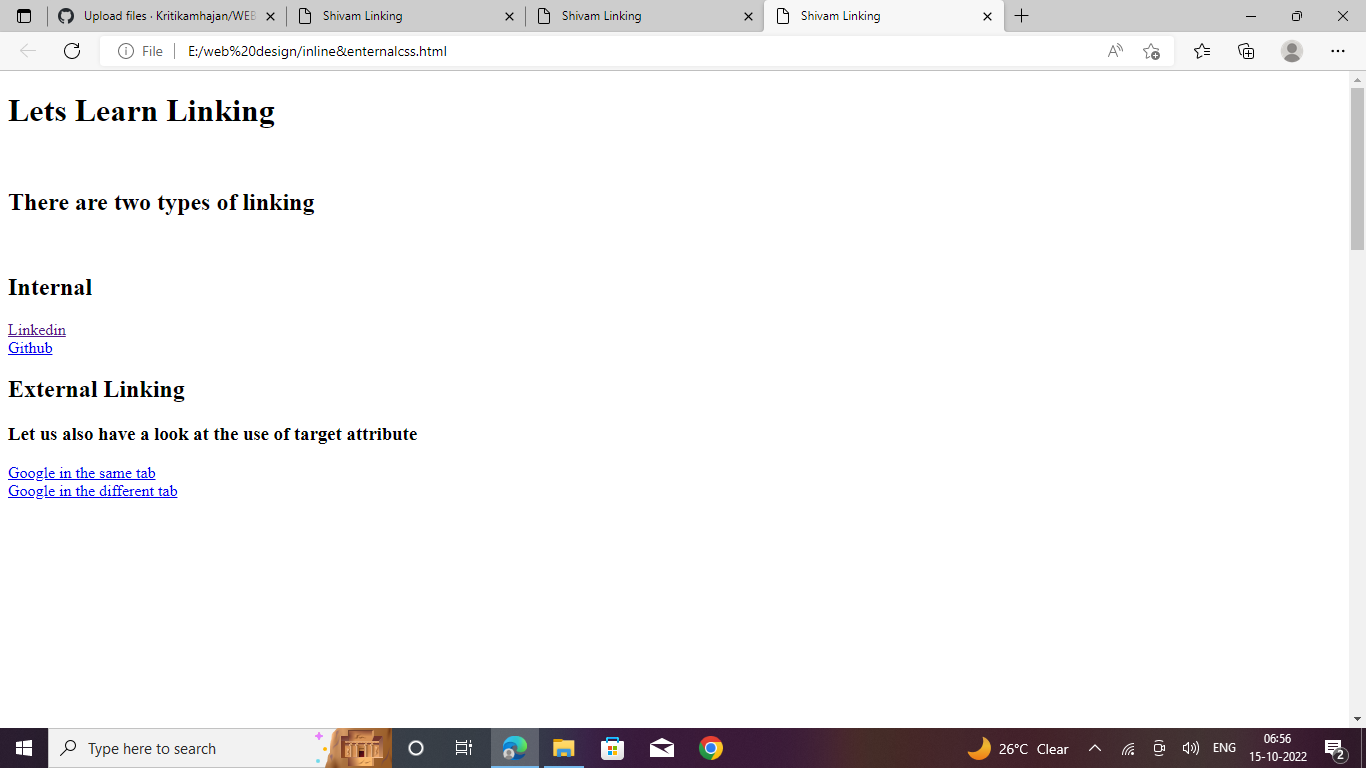 Upload files · Kritikamhajan/WEB
Shivam Linking
Shivam Linking
Shivam Linking
File
E:/web%20design/inline&enternalcss.html
Lets Learn Linking
There are two types of linking
Internal
Linkedin
Github
External Linking
Let us also have a look at the use of target attribute
Google in the same tab
Google in the different tab
Type here to search
26°C Clear
ENG
06:56
15-10-2022
2